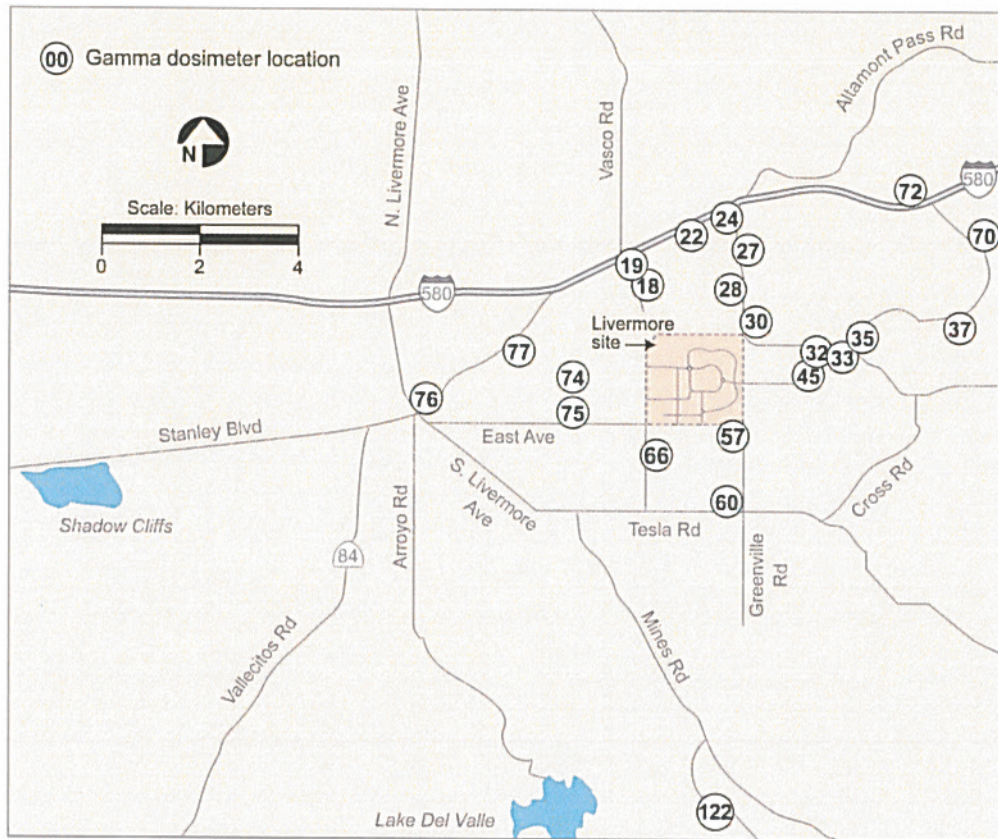 00 Gamma dosimeter location
N
Scale: Kilometers
0 2 4
N. Livermore Ave
Vasco Rd
Altamont Pass Rd
580
72
24
22
70
27
19
18
28
580
30
Livermore
site
35
37
32
33
77
45
74
76
75
Stanley Blvd
East Ave
57
66
S. Livermore
Ave
60
Cross Rd
Tesla Rd
Shadow Cliffs
Arroyo Rd
84
Greenville
Rd
Vallecitos Rd
Mines Rd
Lake Del Valle
122